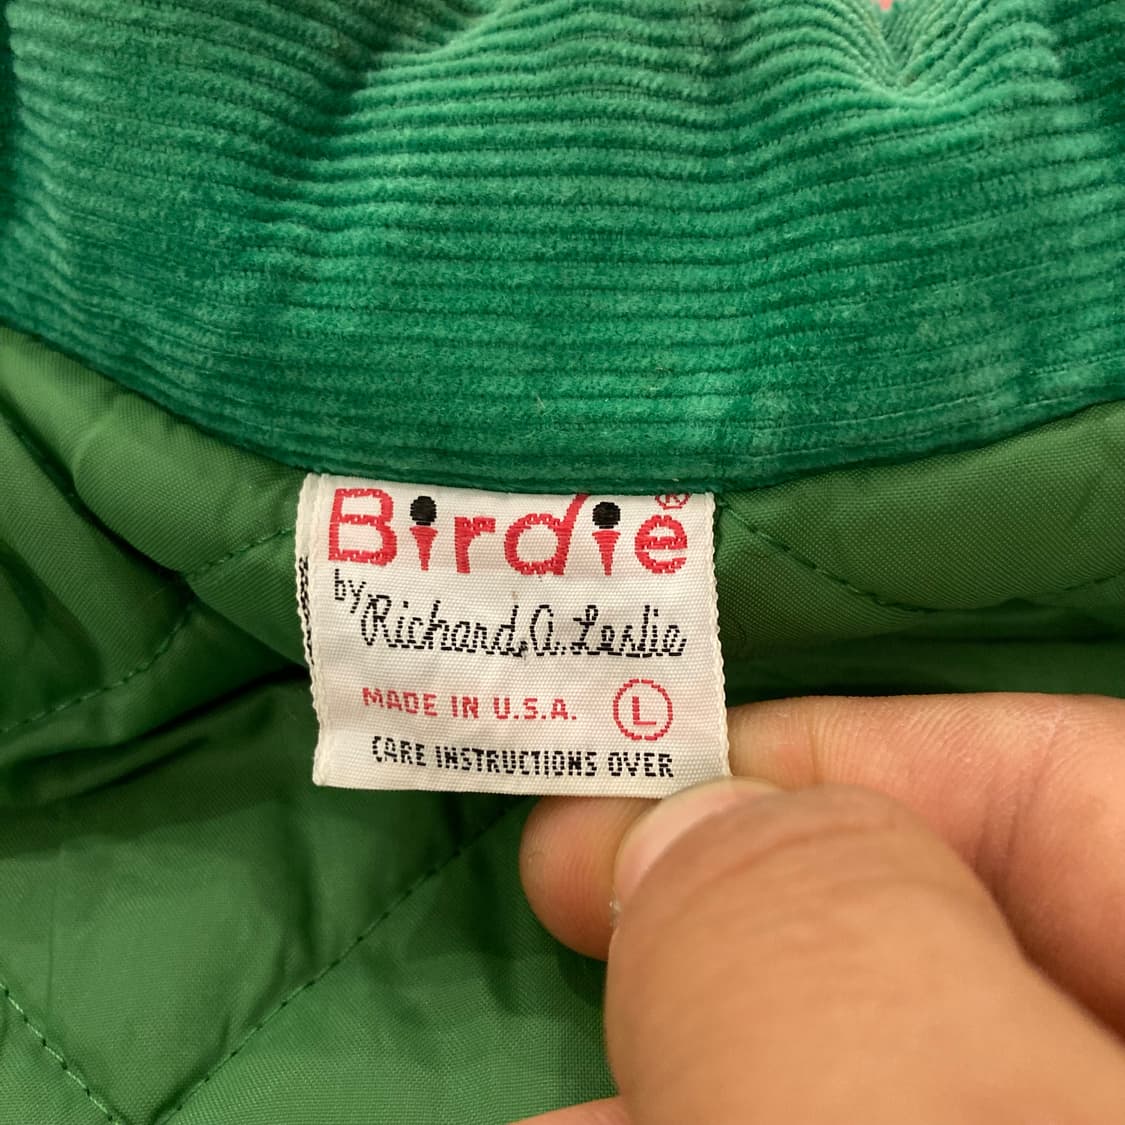 Birdie®
by Richard A. Leslie
MADE IN U.S.A. L
CARE INSTRUCTIONS OVER